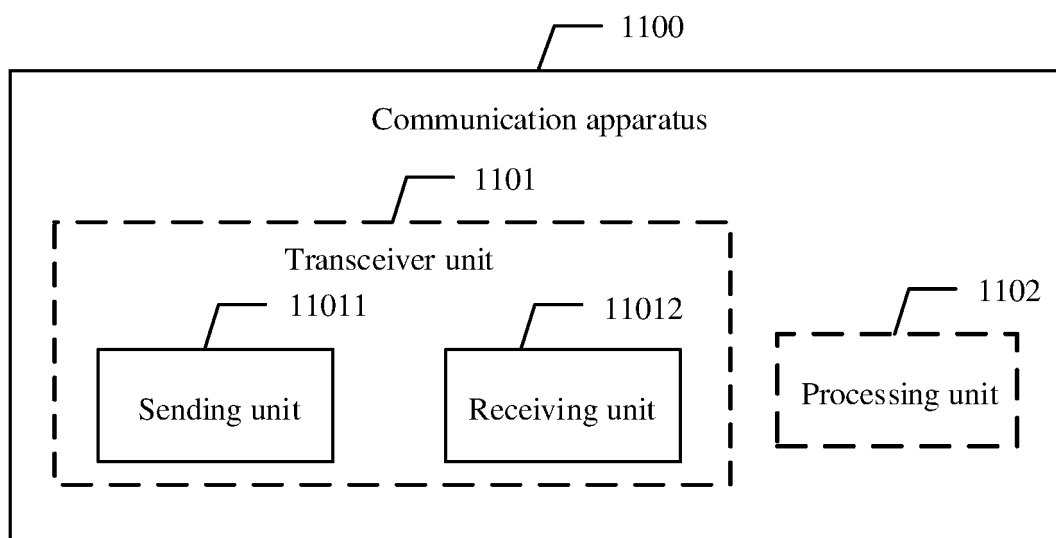 1100
Communication apparatus
1101
Transceiver unit
11011
11012
1102
Sending unit
Receiving unit
Processing unit